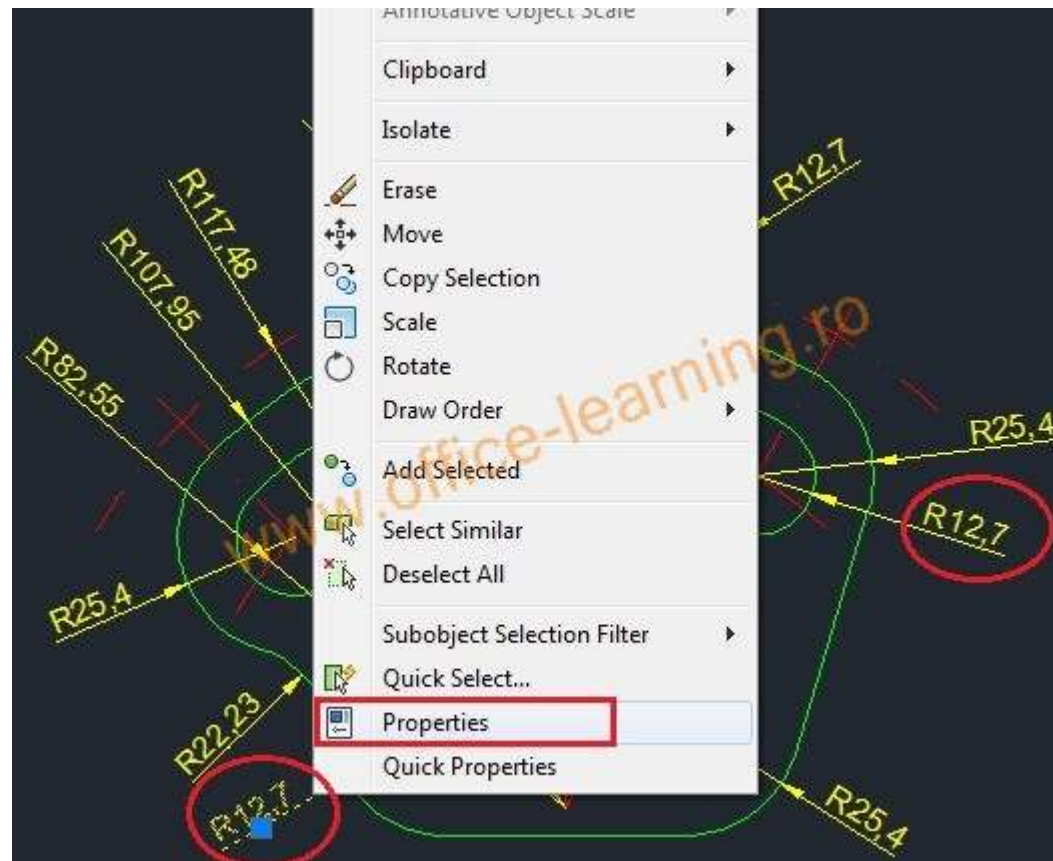 Annotative Object Scale
Clipboard
Isolate
Erase
Move
Copy Selection
Scale
Rotate
Draw Order
Add Selected
Select Similar
Deselect All
Subobject Selection Filter
Quick Select...
Properties
Quick Properties
R117,48
R107,95
R82,55
R25,4
R22,23
R12,7
R12,7
R25,4
R12,7
R25,4
www.office-learning.ro